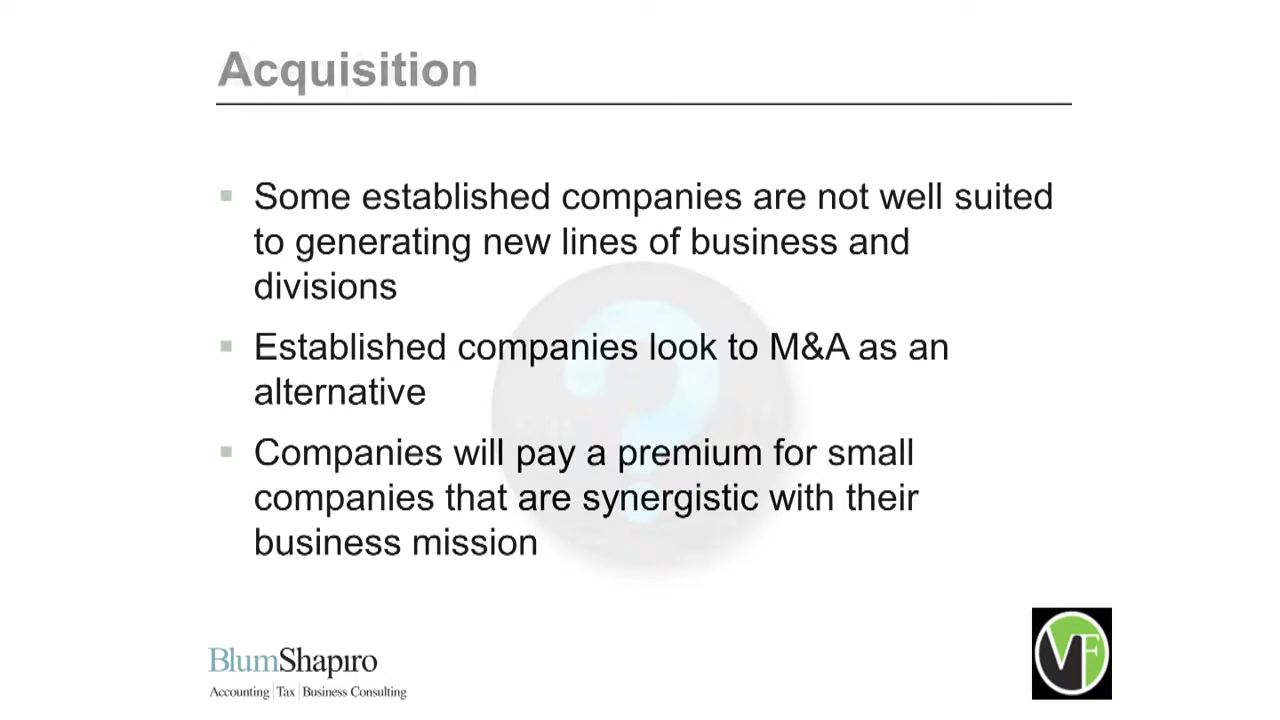 Acquisition
Some established companies are not well suited
to generating new lines of business and
divisions
Established companies look to M&A as an
alternative
Companies will pay a premium for small
companies that are synergistic with their
business mission
BlumShapiro
Accounting | Tax | Business Consulting
VF